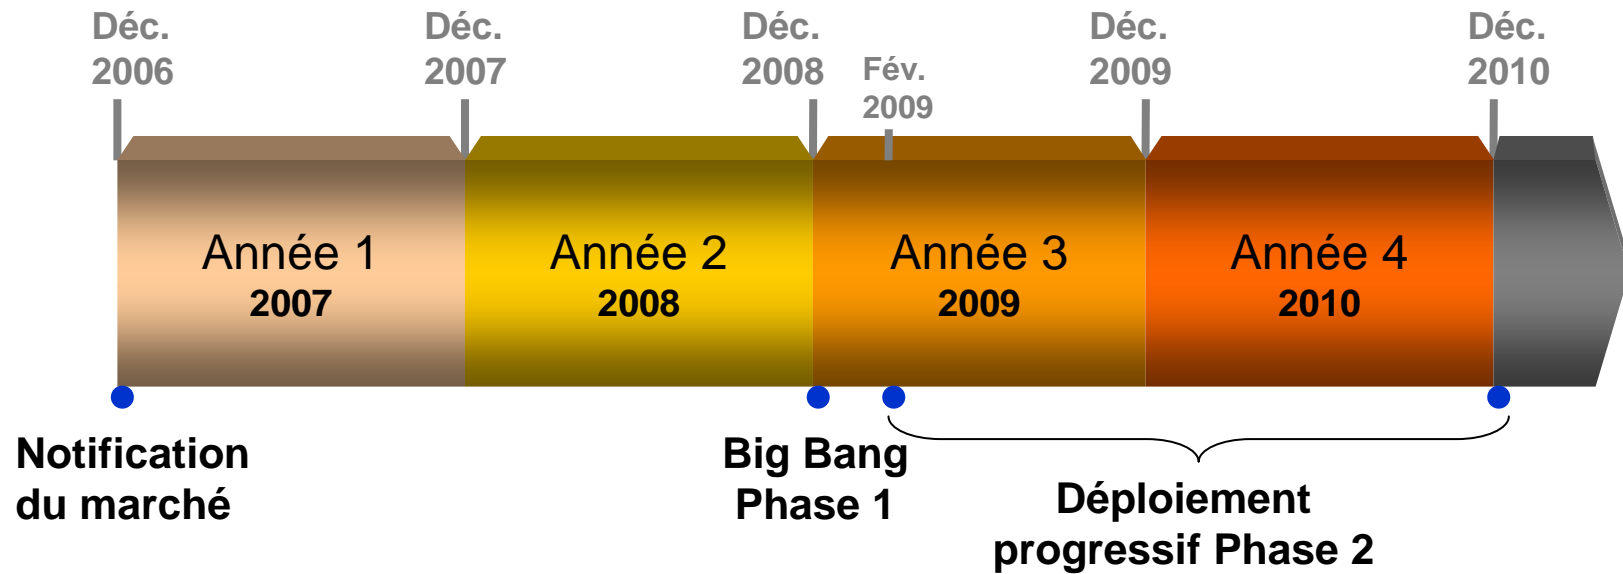 Déc.
2006
Déc.
2007
Déc.
2008
Fév.
2009
Déc.
2009
Déc.
2010
Année 1
2007
Année 2
2008
Année 3
2009
Année 4
2010
Notification
du marché
Big Bang
Phase 1
Déploiement
progressif Phase 2